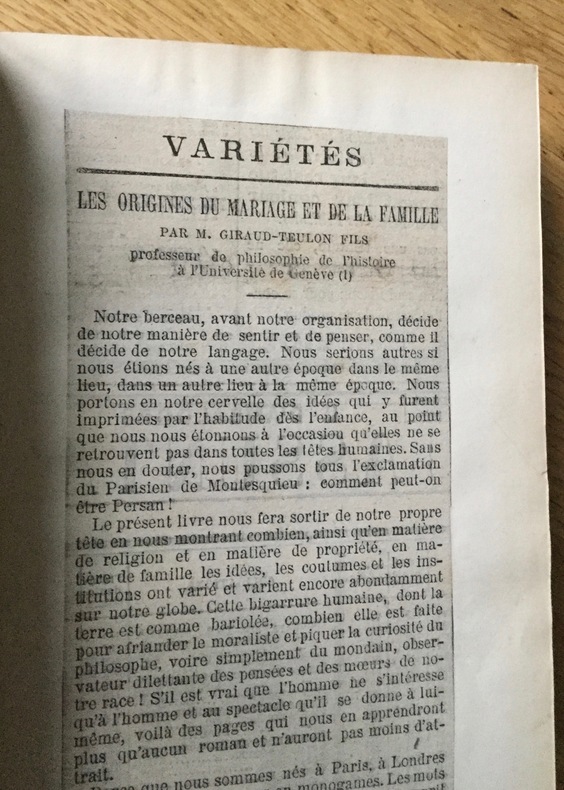 VARIÉTÉS
LES ORIGINES DU MARIAGE ET DE LA FAMILLE
PAR M. GIRAUD-TEULON FILS
professeur de philosophie de l'histoire
à l'Université de Genève (1)
Notre berceau, avant notre organisation, décide
de notre manière de sentir et de penser, comme il
décide de notre langage. Nous serions autres si
nous étions nés à une autre époque dans le même
lieu, dans un autre lieu à la même époque. Nous
portons en notre cervelle des idées qui y furent
imprimées par l'habitude dès l'enfance, au point
que nous nous étonnons à l'occasiou qu'elles ne se
retrouvent pas dans toutes les têtes humaines. Sans
nous en douter, nous poussons tous l'exclamation
du Parisien de Montesquieu : comment peut-on
être Persan !
Le présent livre nous fera sortir de notre propre
tête en nous montrant combien, ainsi qu'en matière
de religion et en matière de propriété, en ma-
tière de famille les idées, les coutumes et les ins-
titutions ont varié et varient encore abondamment
sur notre globe. Cette bigarrure humaine, dont la
terre est comme bariolée, combien elle est faite
pour afriander le moraliste et piquer la curiosité du
philosophe, voire simplement du mondain, obser-
vateur dilettante des pensées et des mœurs de no-
tre race ! S'il est vrai que l'homme ne s'intéresse
qu'à l'homme et au spectacle qu'il se donne à lui-
même, voilà des pages qui nous en apprendront
plus qu'aucun roman et n'auront pas moins d'at-
trait.
que nous sommes nés à Paris, à Londres
monogames. Les mots